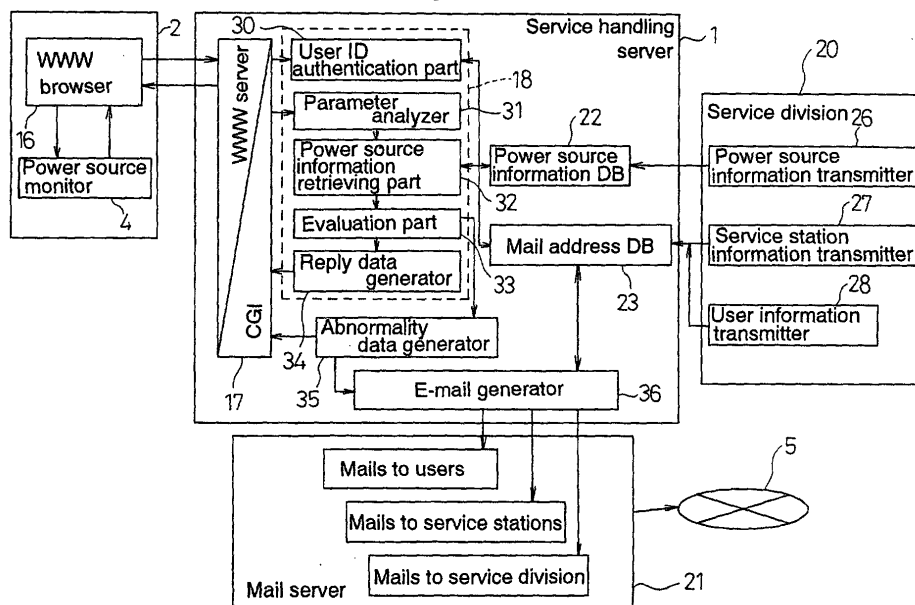 2
WWW
browser
16
Power source
monitor
4
30
Service handling
server
1
WWW server
CGI
17
User ID
authentication part
18
Parameter
analyzer
31
Power source
information
retrieving part
32
22
Power source
information DB
Evaluation part
33
Mail address DB
23
Reply data
generator
34
Abnormality
data generator
35
E-mail generator
36
20
Service division
26
Power source
information transmitter
27
Service station
information transmitter
28
User information
transmitter
Mails to users
Mails to service stations
Mails to service division
Mail server
21
5